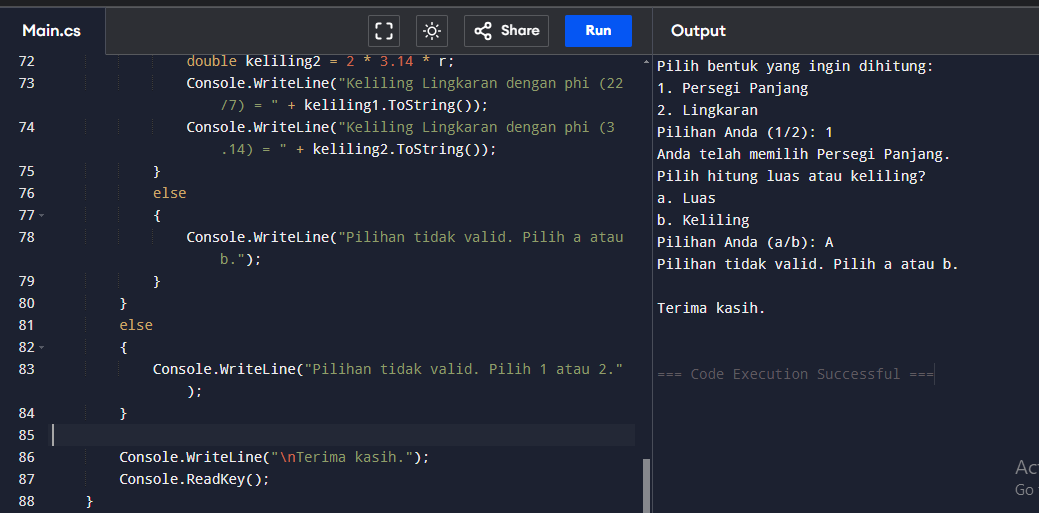 Main.cs
Share
Run
Output
72 double keliling2 = 2 * 3.14 * r;
73 Console.WriteLine("Keliling Lingkaran dengan phi (22
/7) = " + keliling1.ToString());
74 Console.WriteLine("Keliling Lingkaran dengan phi (3
.14) = " + keliling2.ToString());
75 }
76 else
77 {
78 Console.WriteLine("Pilihan tidak valid. Pilih a atau
b.");
79 }
80 }
81 else
82 {
83 Console.WriteLine("Pilihan tidak valid. Pilih 1 atau 2."
);
84 }
85
86 Console.WriteLine("\nTerima kasih.");
87 Console.ReadKey();
88 }
Pilih bentuk yang ingin dihitung:
1. Persegi Panjang
2. Lingkaran
Pilihan Anda (1/2): 1
Anda telah memilih Persegi Panjang.
Pilih hitung luas atau keliling?
a. Luas
b. Keliling
Pilihan Anda (a/b): A
Pilihan tidak valid. Pilih a atau b.
Terima kasih.
=== Code Execution Successful ===
Go